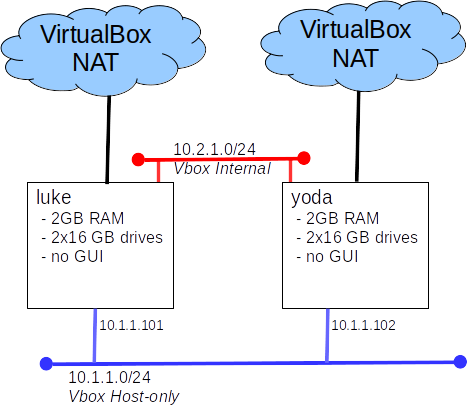 VirtualBox
NAT
VirtualBox
NAT
10.2.1.0/24
Vbox Internal
luke
- 2GB RAM
- 2x16 GB drives
- no GUI
yoda
- 2GB RAM
- 2x16 GB drives
- no GUI
10.1.1.101
10.1.1.102
10.1.1.0/24
Vbox Host-only